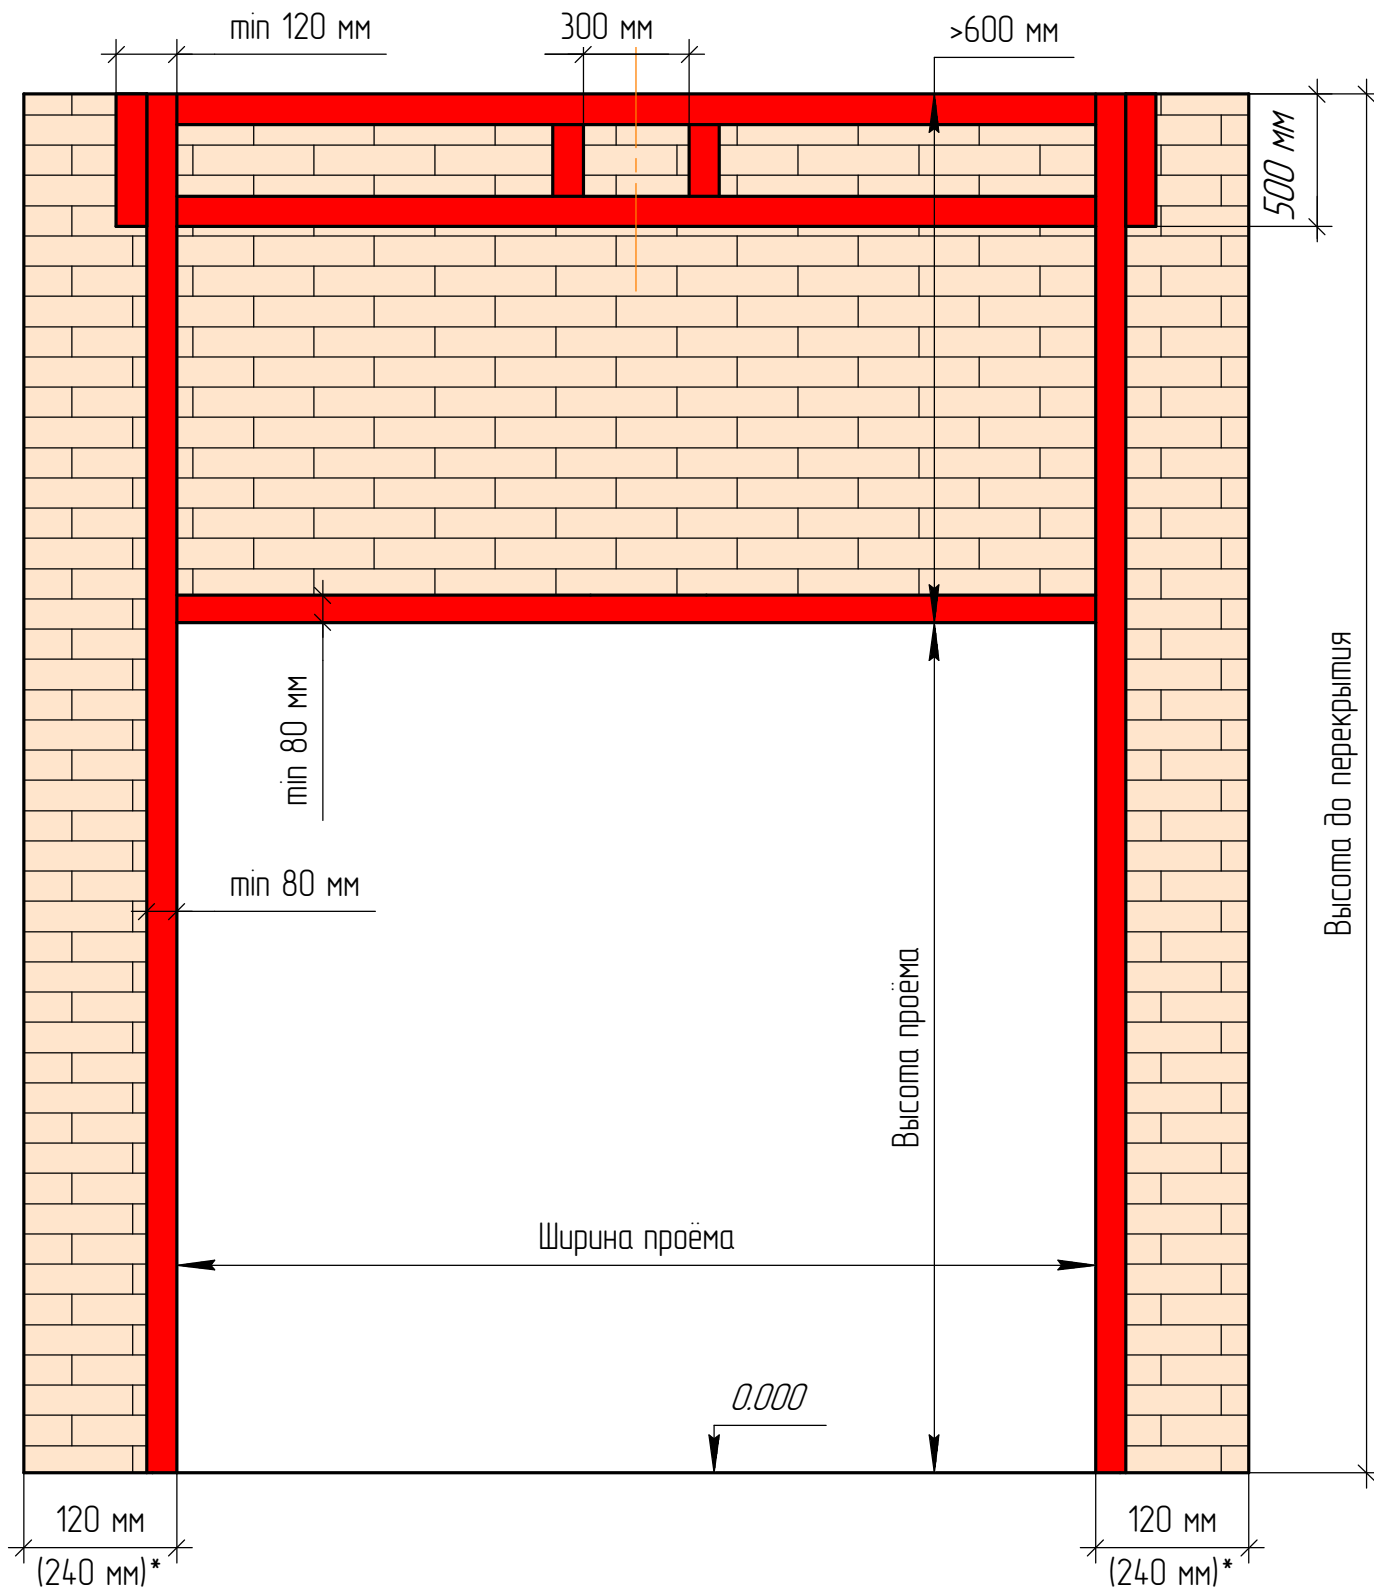 min 120 мм
300 мм
>600 мм
500 мм
min 80 мм
min 80 мм
Высота до перекрытия
Высота проёма
Ширина проёма
0.000
120 мм
(240 мм)*
120 мм
(240 мм)*